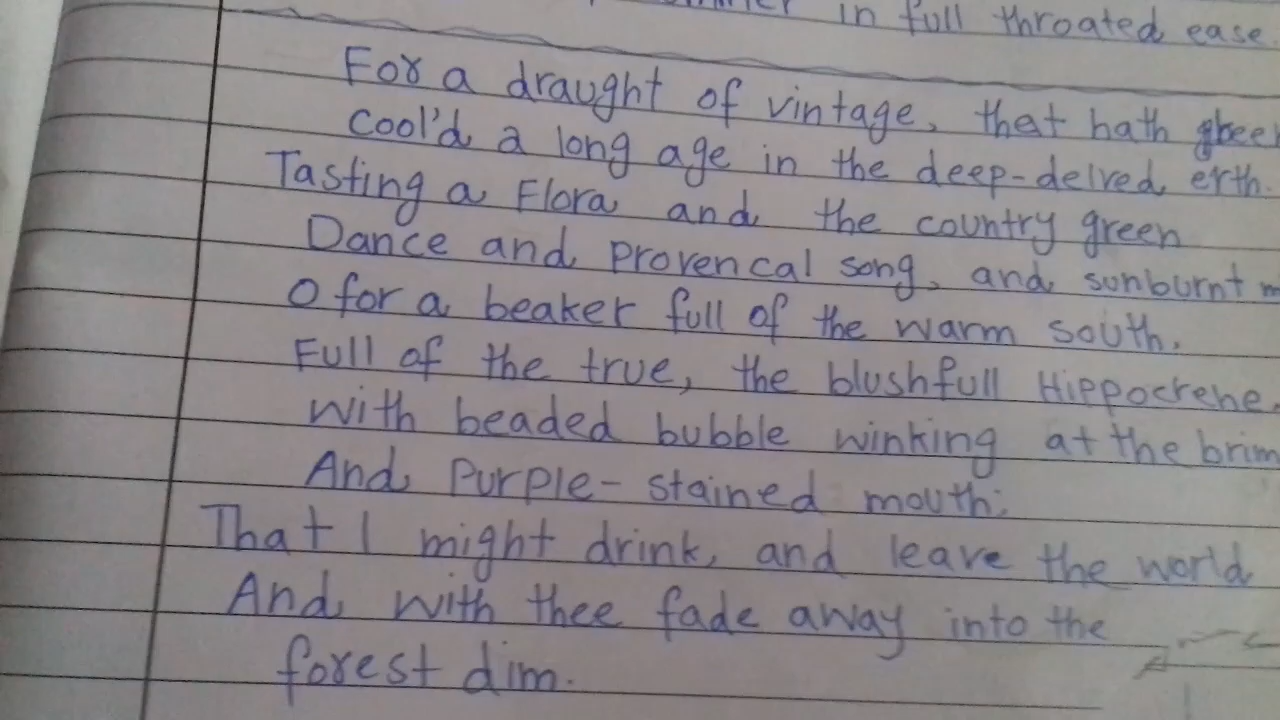 in full throated ease.
For a draught of vintage, that hath
Cool'd a long age in the deep-delved erth.
Tasting a Flora and the country green
Dance and provencal song, and sunburnt m
O for a beaker full of the warm south.
Full of the true, the blushfull Hippocrene.
With beaded bubble winking at the brim
And Purple-stained mouth;
That I might drink, and leave the world
And with thee fade away into the
forest dim.